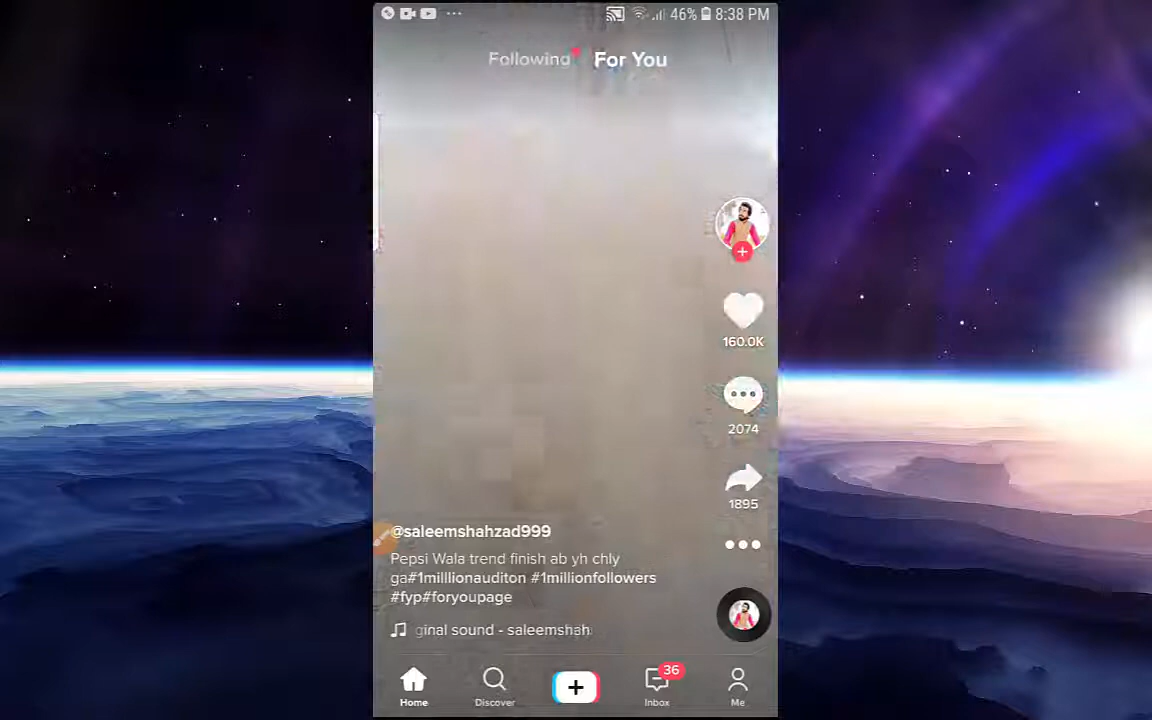 46% 8:38 PM
Following For You
160.0K
2074
1895
@saleemshahzad999
Pepsi Wala trend finish ab yh chly
ga#1milllionauditon #1millionfollowers
#fyp#foryoupage
ginal sound - saleemshah
36
Home Discover Inbox Me